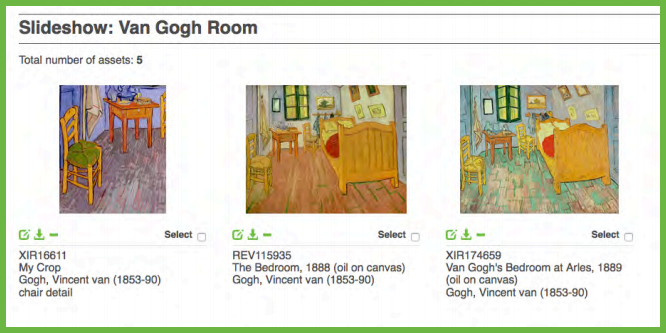 Slideshow: Van Gogh Room
Total number of assets: 5
Select
XIR16611
My Crop
Gogh, Vincent van (1853-90)
chair detail
Select
REV115935
The Bedroom, 1888 (oil on canvas)
Gogh, Vincent van (1853-90)
Select
XIR174659
Van Gogh's Bedroom at Arles, 1889
(oil on canvas)
Gogh, Vincent van (1853-90)